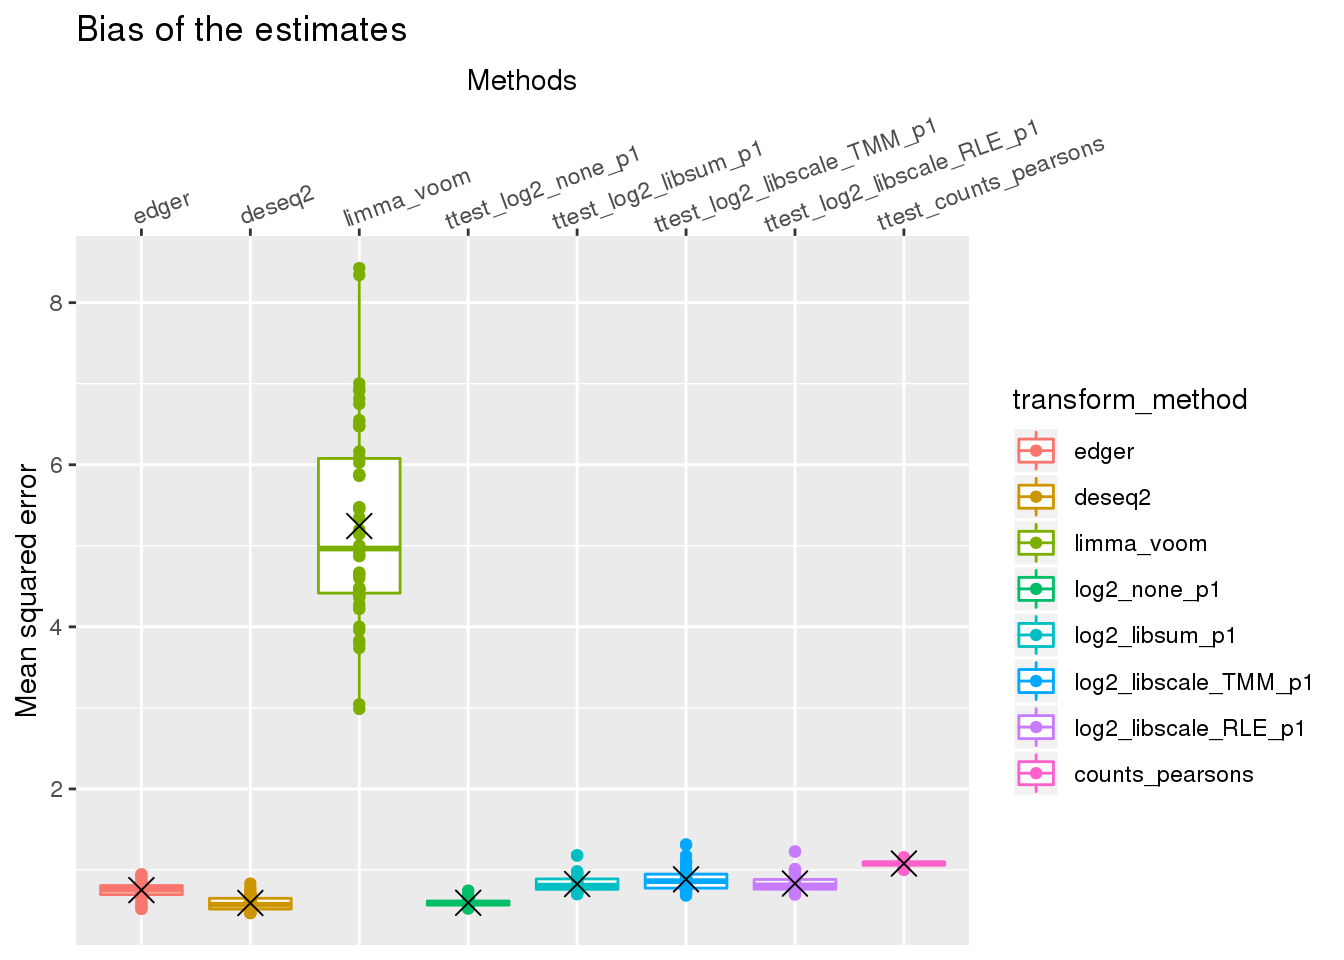 Bias of the estimates
Methods
edger
deseq2
limma_voom
ttest_log2_none_p1
ttest_log2_libsum_p1
ttest_log2_libscale_TMM_p1
ttest_log2_libscale_RLE_p1
ttest_counts_pearsons
Mean squared error
8
6
4
2
transform_method
edger
deseq2
limma_voom
log2_none_p1
log2_libsum_p1
log2_libscale_TMM_p1
log2_libscale_RLE_p1
counts_pearsons